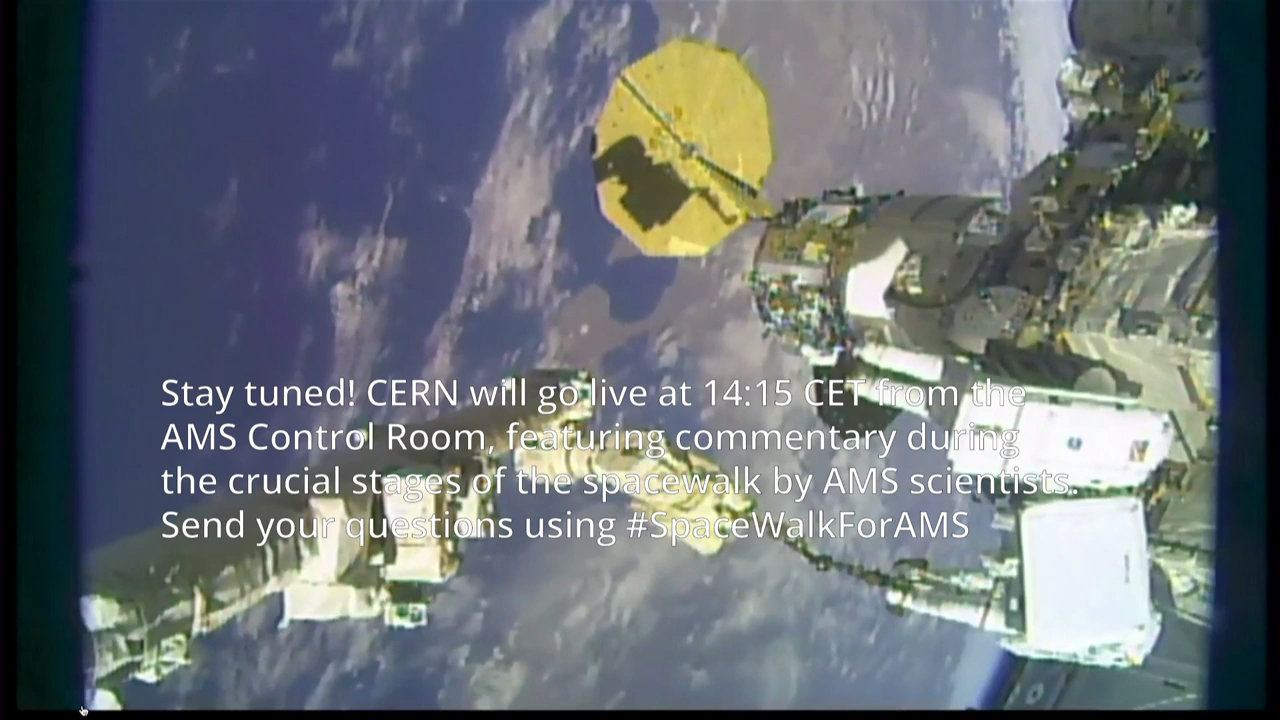 Stay tuned! CERN will go live at 14:15 CET from the
AMS Control Room, featuring commentary during
the crucial stages of the spacewalk by AMS scientists.
Send your questions using #SpaceWalkForAMS